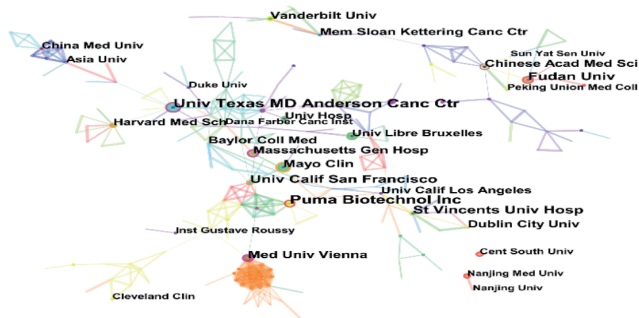 Vanderbilt Univ
Mem Sloan Kettering Canc Ctr
China Med Univ
Asia Univ
Sun Yat Sen Univ
Chinese Acad Med Sci
Fudan Univ
Peking Union Med Coll
Duke Univ
Univ Texas MD Anderson Canc Ctr
Harvard Med Sch
Dana Farber Canc Inst
Univ Hosp
Univ Libre Bruxelles
Baylor Coll Med
Massachusetts Gen Hosp
Mayo Clin
Univ Calif San Francisco
Univ Calif Los Angeles
Puma Biotechnol Inc
St Vincents Univ Hosp
Dublin City Univ
Inst Gustave Roussy
Med Univ Vienna
Cent South Univ
Nanjing Med Univ
Nanjing Univ
Cleveland Clin